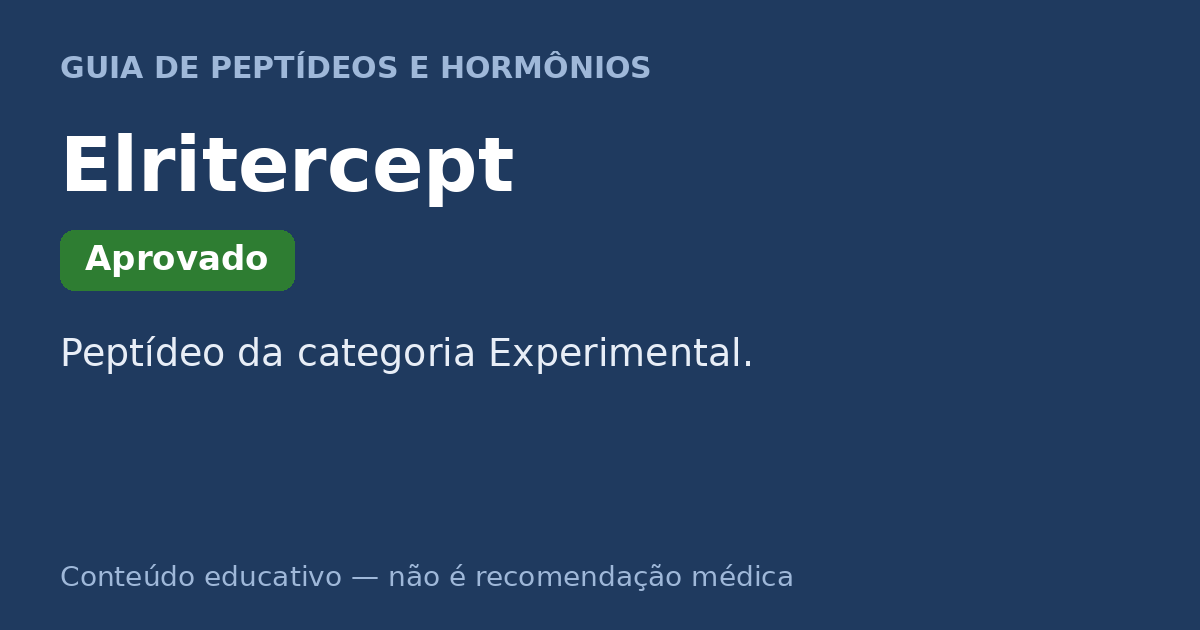 GUIA DE PEPTÍDEOS E HORMÔNIOS
Elritercept
Aprovado
Peptídeo da categoria Experimental.
Conteúdo educativo — não é recomendação médica